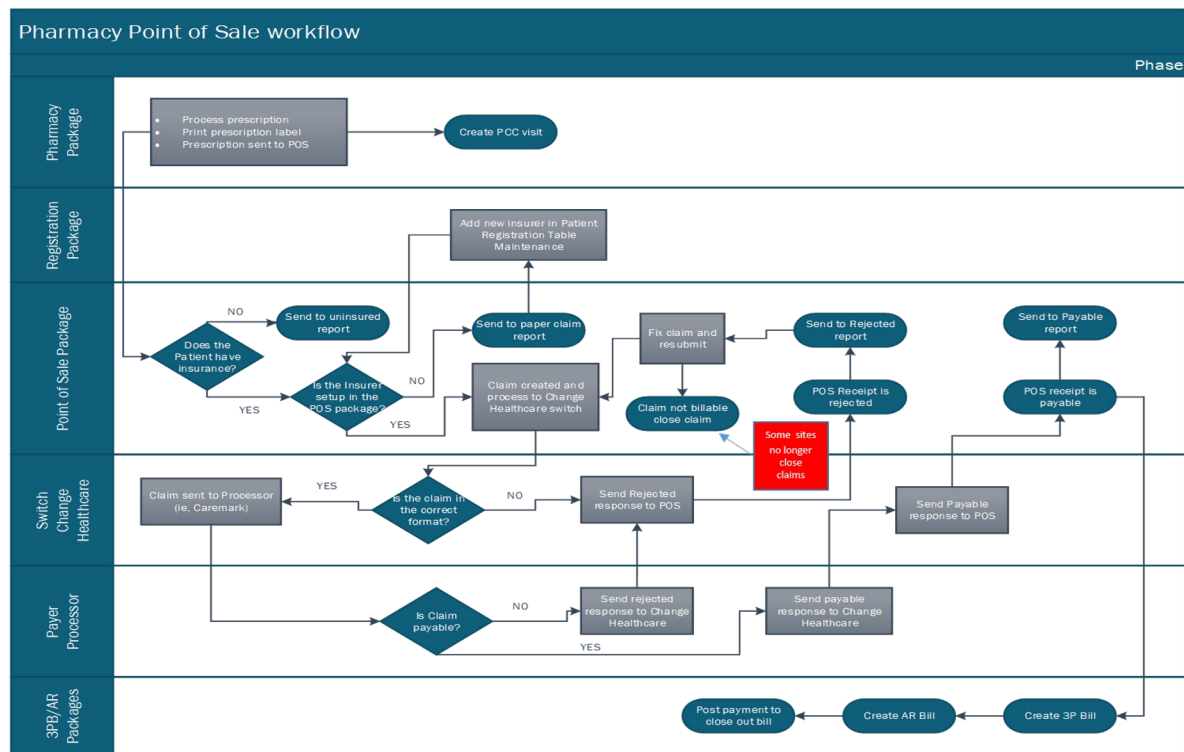 Pharmacy Point of Sale workflow
Phase
Pharmacy
Package
• Process prescription
• Print prescription label
• Prescription sent to POS
Create PCC visit
Registration
Package
Add new insurer in Patient
Registration Table
Maintenance
Point of Sale Package
Does the
Patient have
insurance?
NO
Send to uninsured
report
YES
Is the Insurer
setup in the
POS package?
NO
Send to paper claim
report
YES
Claim created and
process to Change
Healthcare switch
Fix claim and
resubmit
Claim not billable
close claim
Some sites
no longer
close
claims
Send to Rejected
report
POS Receipt is
rejected
Send to Payable
report
POS receipt is
payable
Switch
Change
Healthcare
Claim sent to Processor
(ie, Caremark)
YES
Is the claim in
the correct
format?
NO
Send Rejected
response to POS
Send Payable
response to POS
Payer
Processor
Is Claim
payable?
NO
Send rejected
response to Change
Healthcare
YES
Send payable
response to Change
Healthcare
3PB/AR
Packages
Post payment to
close out bill
Create AR Bill
Create 3P Bill